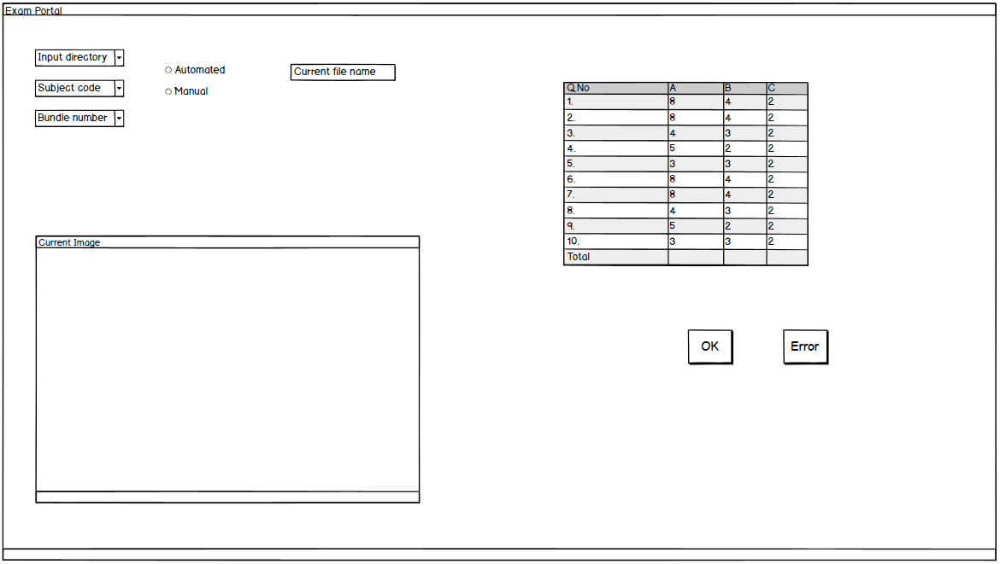 Exam Portal
Input directory
Subject code
Bundle number
Automated
Manual
Current file name
Q.No A B C
1. 8 4 2
2. 8 4 2
3. 4 3 2
4. 5 2 2
5. 3 3 2
6. 8 4 2
7. 8 4 2
8. 4 3 2
9. 5 2 2
10. 3 3 2
Total
Current Image
OK
Error